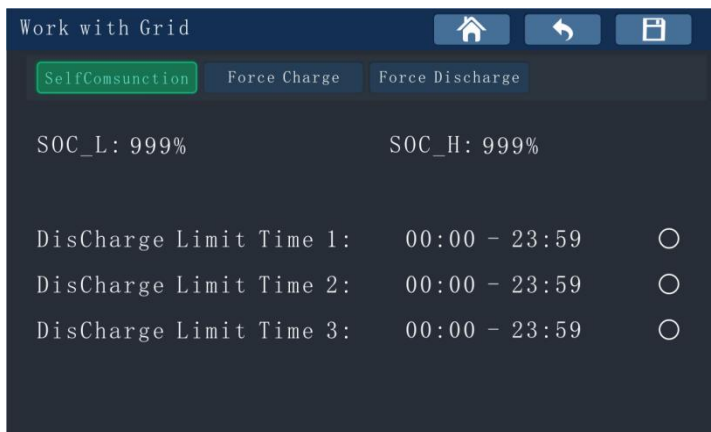 Work with Grid
SelfComsunction Force Charge Force Discharge
SOC_L: 999% SOC_H: 999%
DisCharge Limit Time 1: 00:00 - 23:59
DisCharge Limit Time 2: 00:00 - 23:59
DisCharge Limit Time 3: 00:00 - 23:59